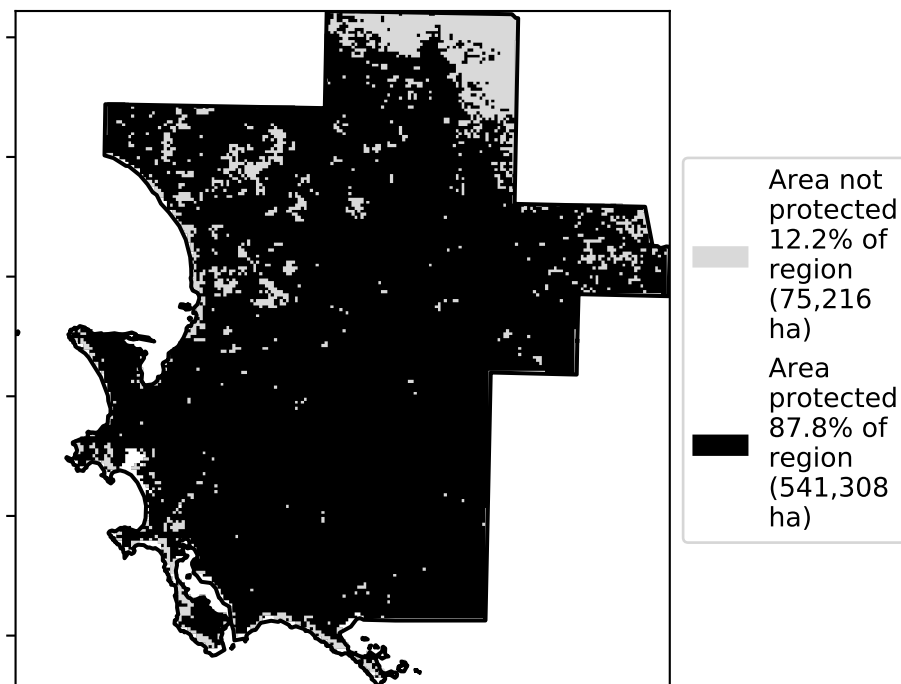 Area not
protected
12.2% of
region
(75,216
ha)
Area
protected
87.8% of
region
(541,308
ha)